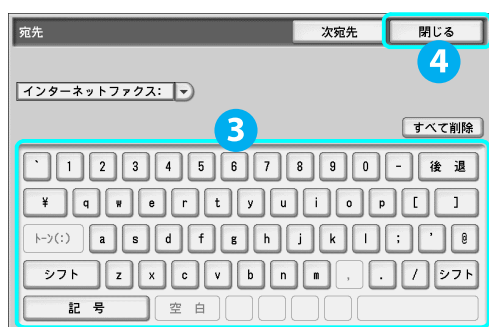 宛先 次宛先 閉じる
4
インターネットファクス:
3
すべて削除
` 1 2 3 4 5 6 7 8 9 0 - 後 退
¥ q w e r t y u i o p [ ]
トーン(:) a s d f g h j k l ; ' @
シフト z x c v b n m , . / シフト
記 号 空 白